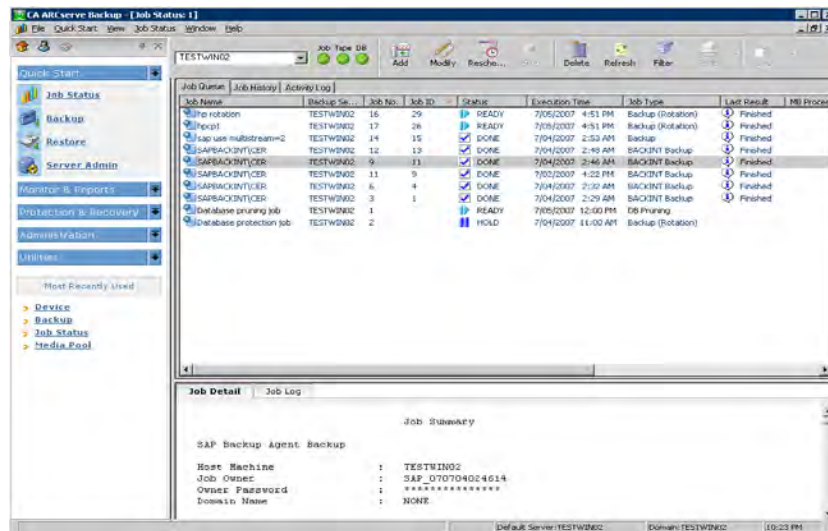 CA ARCserve Backup - [Job Status: 1]
File Quick Start View Job Status Window Help
TESTWIN02 Job Tape DB
Add Modify Resche... Delete Refresh Filter
Quick Start
Job Status
Backup
Restore
Server Admin
Monitor & Reports
Protection & Recovery
Administration
Utilities
Most Recently Used
> Device
> Backup
> Job Status
> Media Pool
Job Queue Job History Activity Log
Job Name Backup Se... Job No. Job ID Status Execution Time Job Type Last Result MB Proces
hp rotation TESTWIN02 16 29 READY 7/05/2007 4:51 PM Backup (Rotation) Finished
hpcp1 TESTWIN02 17 26 READY 7/05/2007 4:51 PM Backup (Rotation) Finished
sap use multistream=2 TESTWIN02 14 15 DONE 7/04/2007 2:53 AM Backup Finished
SAPBACKINT\CER TESTWIN02 12 13 DONE 7/04/2007 2:48 AM BACKINT Backup Finished
SAPBACKINT\CER TESTWIN02 9 11 DONE 7/04/2007 2:46 AM BACKINT Backup Finished
SAPBACKINT\CER TESTWIN02 11 9 DONE 7/02/2007 4:22 PM BACKINT Backup Finished
SAPBACKINT\CER TESTWIN02 6 4 DONE 7/04/2007 2:32 AM BACKINT Backup Finished
SAPBACKINT\CER TESTWIN02 3 1 DONE 7/04/2007 2:29 AM BACKINT Backup Finished
Database pruning job TESTWIN02 1 READY 7/05/2007 12:00 PM DB Pruning
Database protection job TESTWIN02 2 HOLD 7/04/2007 11:00 AM Backup (Rotation)
Job Detail Job Log
Job Summary
SAP Backup Agent Backup
Host Machine : TESTWIN02
Job Owner : SAP_070704024614
Owner Password : ***************
Domain Name : NONE
Default Server:TESTWIN02 Domain:TESTWIN02 10:23 PM